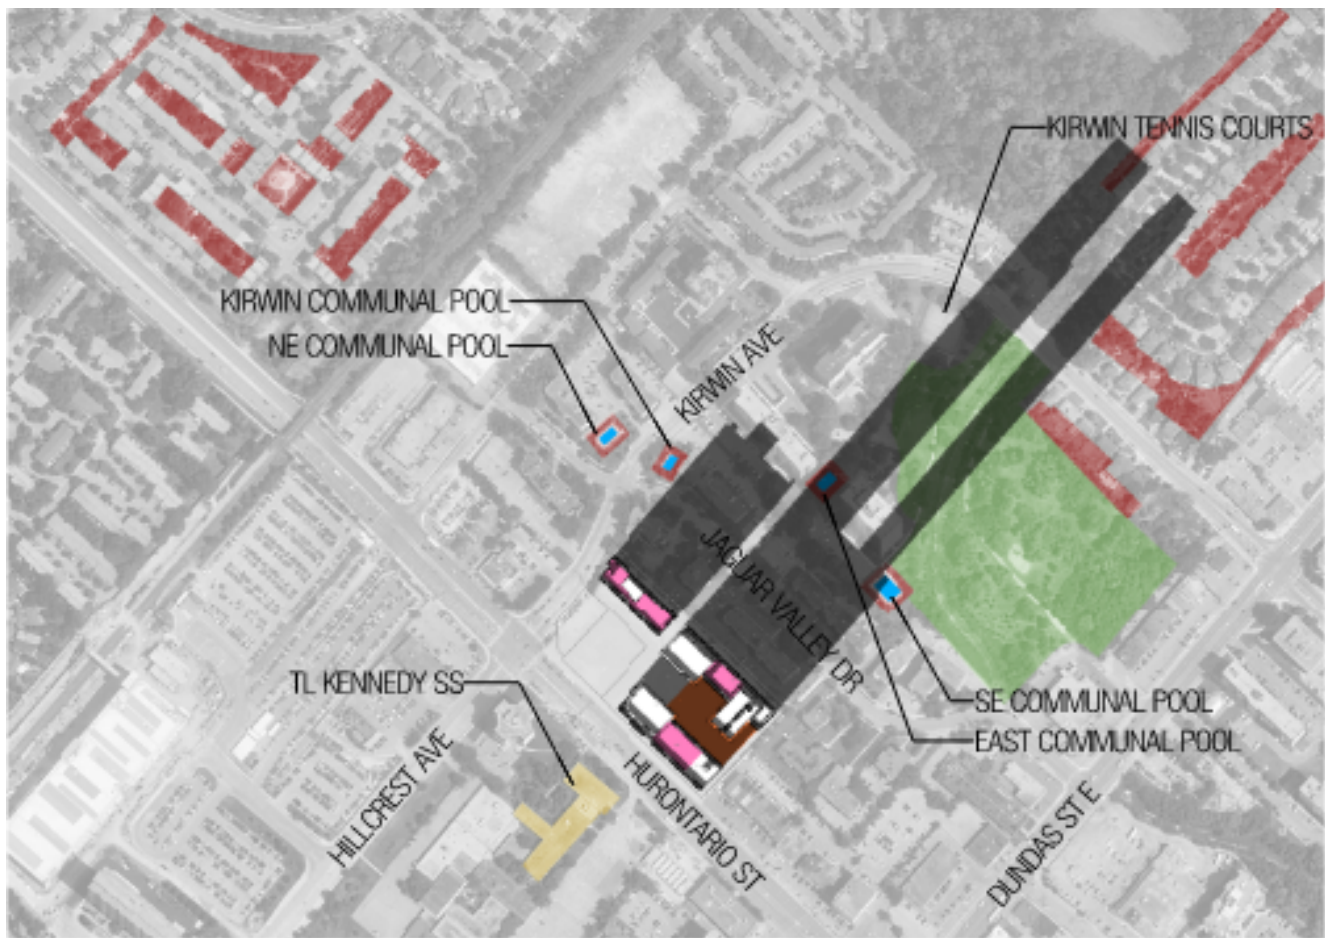 KIRWIN TENNIS COURTS
KIRWIN COMMUNAL POOL
NE COMMUNAL POOL
KIRWIN AVE
JAGUAR VALLEY DR
TL KENNEDY SS
SE COMMUNAL POOL
EAST COMMUNAL POOL
HILLCREST AVE
HURONTARIO ST
DUNDAS ST E